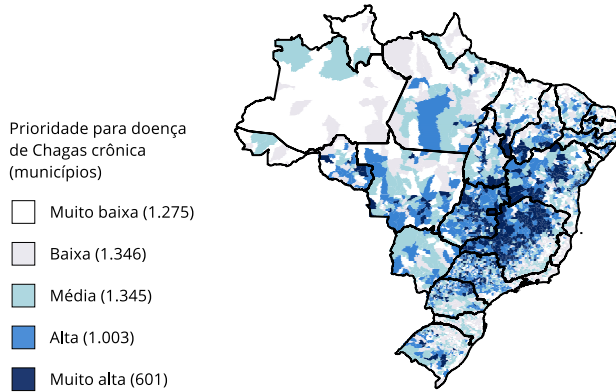 Prioridade para doença
de Chagas crônica
(municípios)
Muito baixa (1.275)
Baixa (1.346)
Média (1.345)
Alta (1.003)
Muito alta (601)